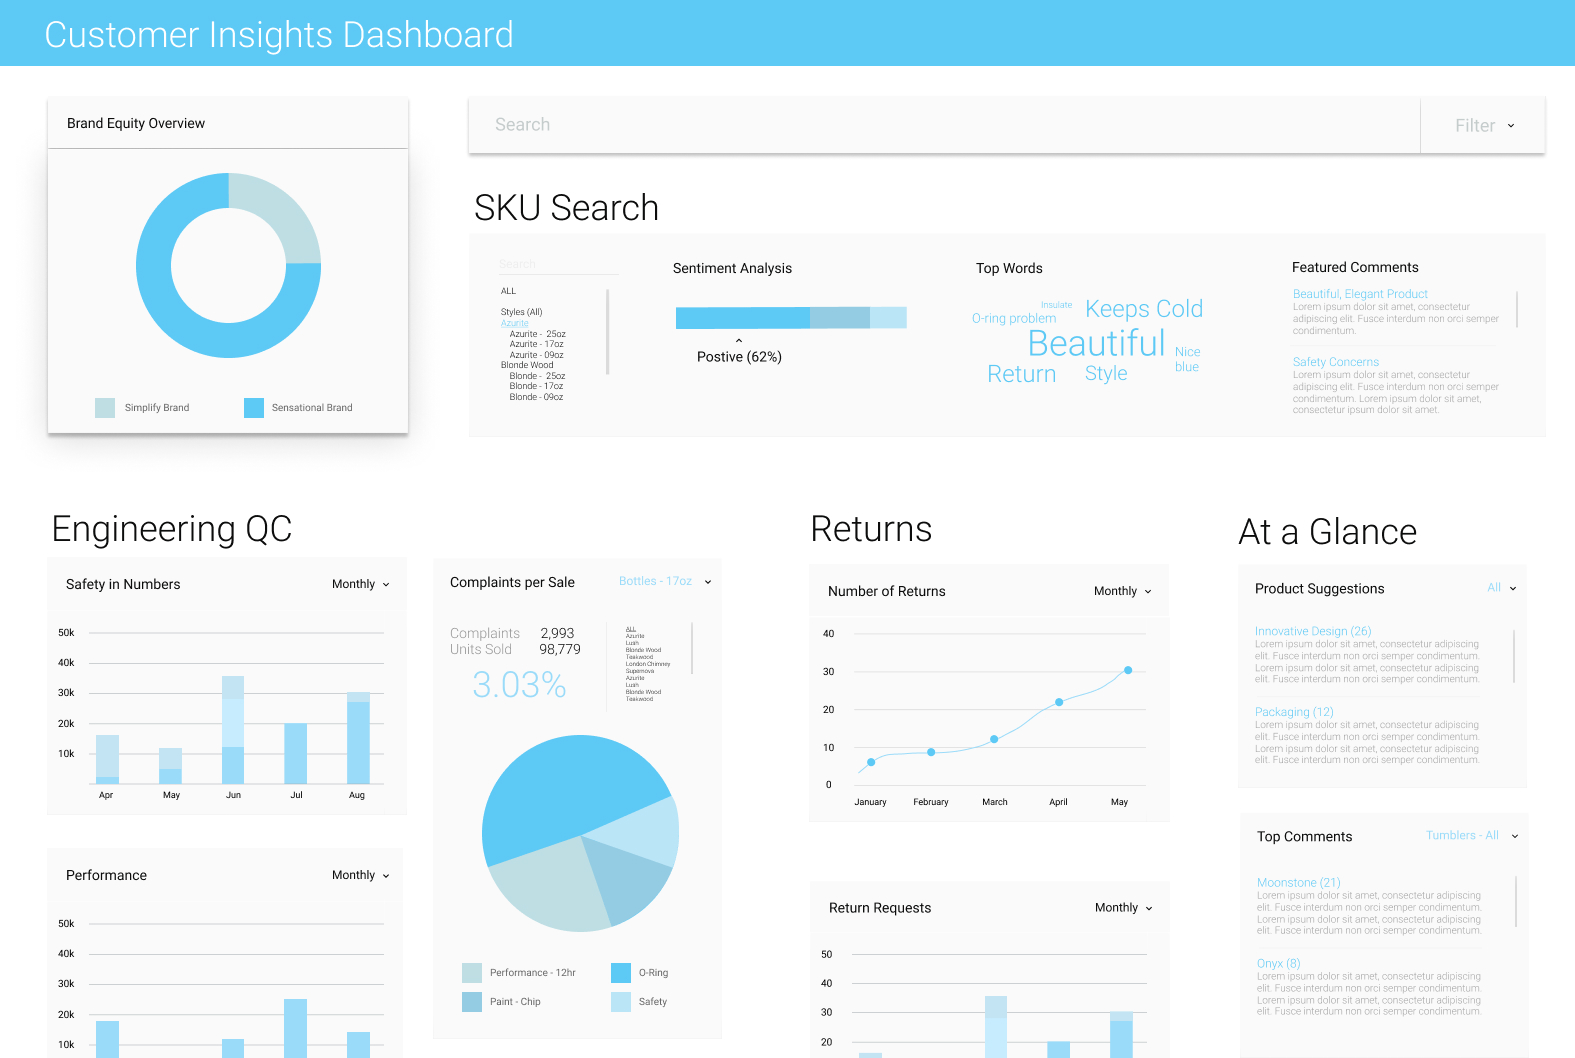 Customer Insights Dashboard
Brand Equity Overview
Simplify Brand
Sensational Brand
Search
Filter
SKU Search
Search
ALL
Styles (All)
Azurite
Azurite - 25oz
Azurite - 17oz
Azurite - 09oz
Blonde Wood
Blonde - 25oz
Blonde - 17oz
Blonde - 09oz
Sentiment Analysis
Postive (62%)
Top Words
Insulate
Keeps Cold
O-ring problem
Beautiful
Nice
blue
Return
Style
Featured Comments
Beautiful, Elegant Product
Lorem ipsum dolor sit amet, consectetur
adipiscing elit. Fusce interdum non orci semper
condimentum.
Safety Concerns
Lorem ipsum dolor sit amet, consectetur
adipiscing elit. Fusce interdum non orci semper
condimentum. Lorem ipsum dolor sit amet,
consectetur ipsum dolor sit amet.
Engineering QC
Safety in Numbers
Monthly
50k
40k
30k
20k
10k
Apr
May
Jun
Jul
Aug
Performance
Monthly
50k
40k
30k
20k
10k
Complaints per Sale
Bottles - 17oz
Complaints 2,993
Units Sold 98,779
3.03%
ALL
Azurite
Lush
Blonde Wood
Teakwood
London Chimney
Supernova
Azurite
Lush
Blonde Wood
Teakwood
Performance - 12hr
O-Ring
Paint - Chip
Safety
Returns
Number of Returns
Monthly
40
30
20
10
0
January
February
March
April
May
Return Requests
Monthly
50
40
30
20
At a Glance
Product Suggestions
All
Innovative Design (26)
Lorem ipsum dolor sit amet, consectetur adipiscing
elit. Fusce interdum non orci semper condimentum.
Lorem ipsum dolor sit amet, consectetur adipiscing
elit. Fusce interdum non orci semper condimentum.
Packaging (12)
Lorem ipsum dolor sit amet, consectetur adipiscing
elit. Fusce interdum non orci semper condimentum.
Lorem ipsum dolor sit amet, consectetur adipiscing
elit. Fusce interdum non orci semper condimentum.
Top Comments
Tumblers - All
Moonstone (21)
Lorem ipsum dolor sit amet, consectetur adipiscing
elit. Fusce interdum non orci semper condimentum.
Lorem ipsum dolor sit amet, consectetur adipiscing
elit. Fusce interdum non orci semper condimentum.
Onyx (8)
Lorem ipsum dolor sit amet, consectetur adipiscing
elit. Fusce interdum non orci semper condimentum.
Lorem ipsum dolor sit amet, consectetur adipiscing
elit. Fusce interdum non orci semper condimentum.